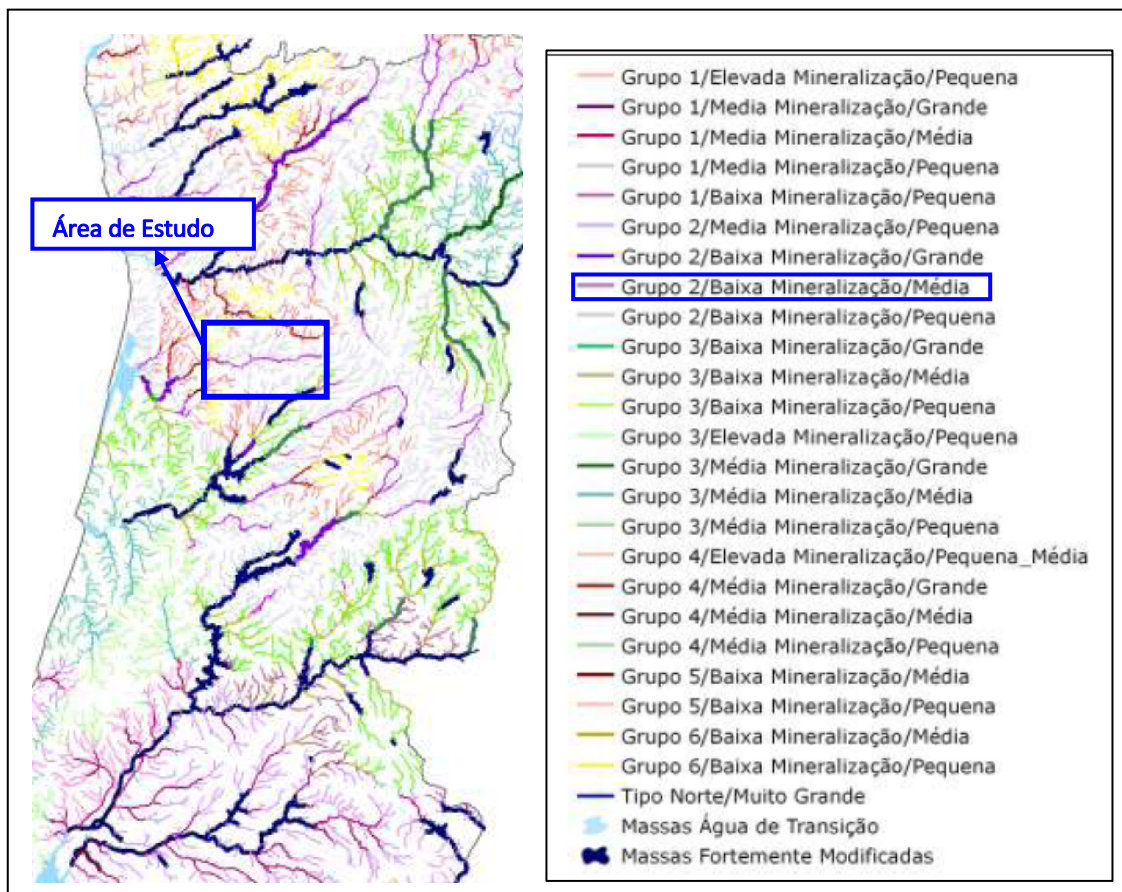 Área de Estudo
Grupo 1/Elevada Mineralização/Pequena
Grupo 1/Media Mineralização/Grande
Grupo 1/Media Mineralização/Média
Grupo 1/Media Mineralização/Pequena
Grupo 1/Baixa Mineralização/Pequena
Grupo 2/Media Mineralização/Pequena
Grupo 2/Baixa Mineralização/Grande
Grupo 2/Baixa Mineralização/Média
Grupo 2/Baixa Mineralização/Pequena
Grupo 3/Baixa Mineralização/Grande
Grupo 3/Baixa Mineralização/Média
Grupo 3/Baixa Mineralização/Pequena
Grupo 3/Elevada Mineralização/Pequena
Grupo 3/Média Mineralização/Grande
Grupo 3/Média Mineralização/Média
Grupo 3/Média Mineralização/Pequena
Grupo 4/Elevada Mineralização/Pequena_Média
Grupo 4/Média Mineralização/Grande
Grupo 4/Média Mineralização/Média
Grupo 4/Média Mineralização/Pequena
Grupo 5/Baixa Mineralização/Média
Grupo 5/Baixa Mineralização/Pequena
Grupo 6/Baixa Mineralização/Média
Grupo 6/Baixa Mineralização/Pequena
Tipo Norte/Muito Grande
Massas Água de Transição
Massas Fortemente Modificadas